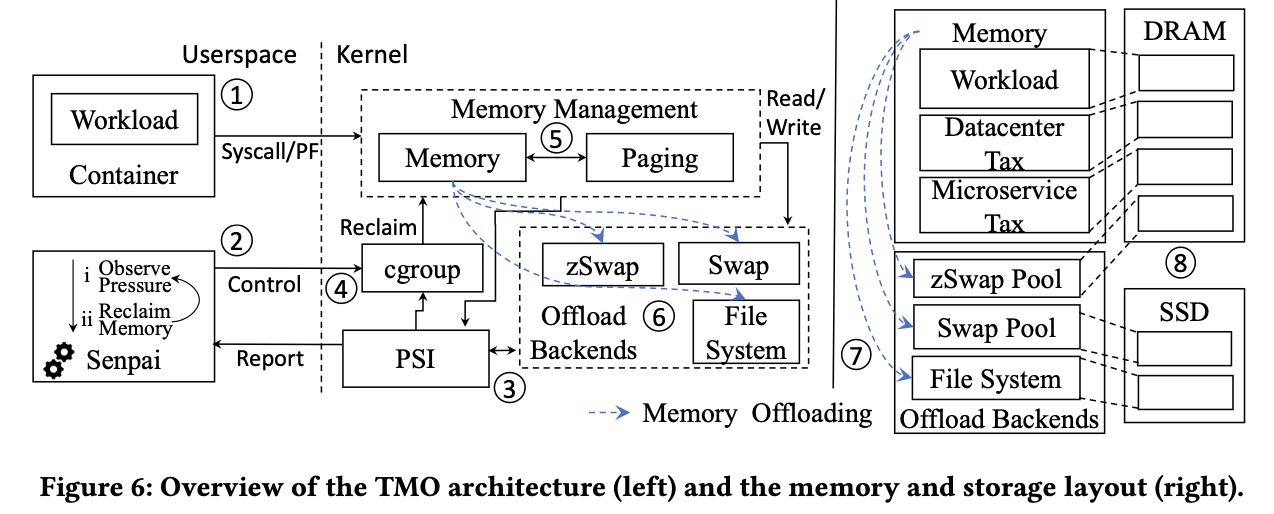 Userspace
Kernel
1
Workload
Container
Syscall/PF
Memory Management
Memory
5
Paging
Read/
Write
Reclaim
2
Control
4
cgroup
i Observe
Pressure
ii Reclaim
Memory
Senpai
Report
PSI
3
zSwap
Swap
Offload
Backends
6
File
System
Memory Offloading
Memory
Workload
Datacenter
Tax
Microservice
Tax
DRAM
8
7
zSwap Pool
Swap Pool
File System
Offload Backends
SSD
Figure 6: Overview of the TMO architecture (left) and the memory and storage layout (right).